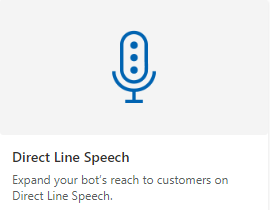 Direct Line Speech
Expand your bot's reach to customers on
Direct Line Speech.